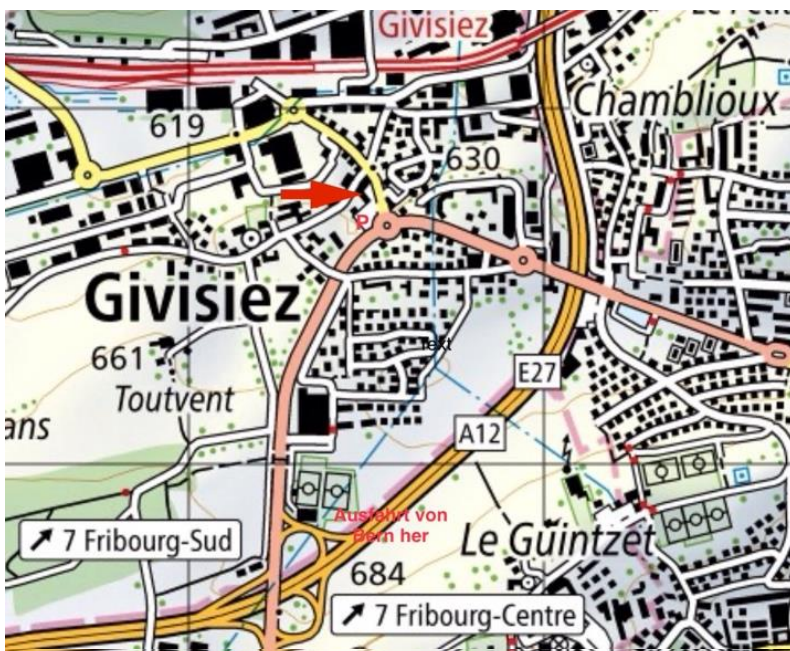 Givisiez
Chamblioux
619
630
P
Givisiez
Text
661
E27
Toutvent
ans
A12
Ausfahrt von
Bern her
7 Fribourg-Sud
Le Guintzet
684
7 Fribourg-Centre